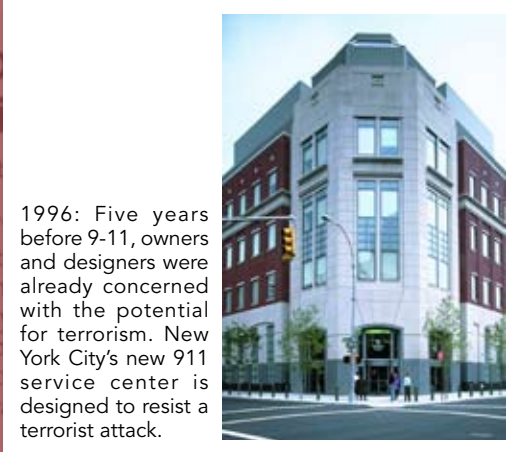 1996: Five years
before 9-11, owners
and designers were
already concerned
with the potential
for terrorism. New
York City's new 911
service center is
designed to resist a
terrorist attack.